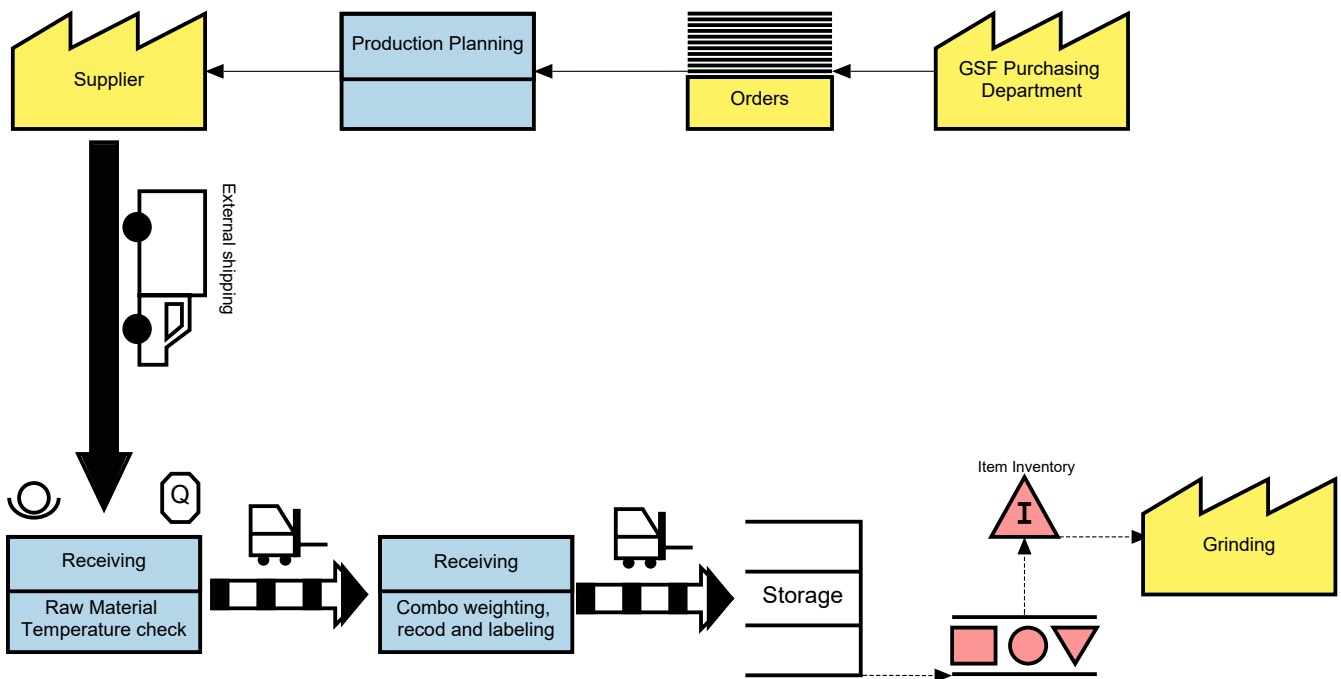 Supplier
Production Planning
Orders
GSF Purchasing
Department
External shipping
Q
Receiving
Raw Material
Temperature check
Receiving
Combo weighting,
recod and labeling
Storage
Item Inventory
I
Grinding